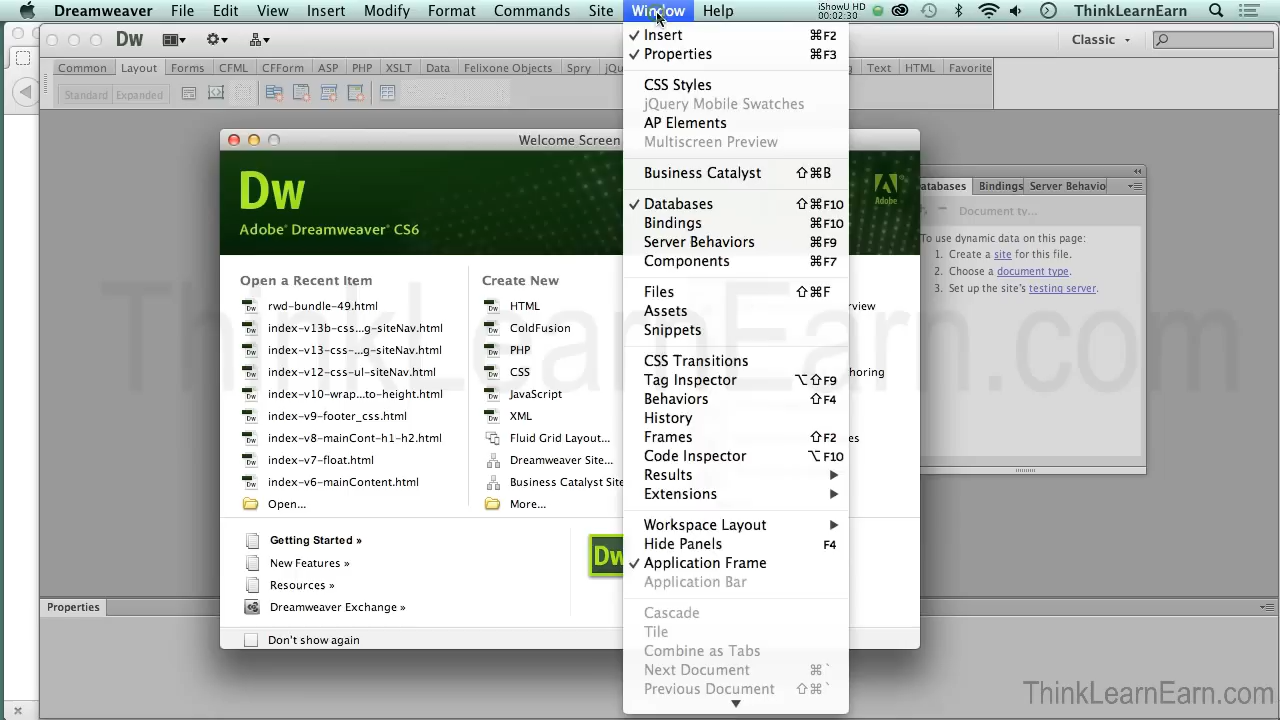 Dreamweaver File Edit View Insert Modify Format Commands Site Window Help iShowU HD 00:02:30 ThinkLearnEarn
Dw Classic
Common Layout Forms CFML CFForm ASP PHP XSLT Data Felixone Objects Spry Text HTML Favorite
Standard Expanded
Welcome Screen
Dw
Adobe® Dreamweaver® CS6
Adobe
Open a Recent Item
rwd-bundle-49.html
index-v13b-css...g-siteNav.html
index-v13-css-...g-siteNav.html
index-v12-css-ul-siteNav.html
index-v10-wrap...to-height.html
index-v9-footer_css.html
index-v8-mainCont-h1-h2.html
index-v7-float.html
index-v6-mainContent.html
Open...
Create New
HTML
ColdFusion
PHP
CSS
JavaScript
XML
Fluid Grid Layout...
Dreamweaver Site...
Business Catalyst Site
More...
Getting Started »
New Features »
Resources »
Dreamweaver Exchange »
Don't show again
Dw
Insert ⌘F2
Properties ⌘F3
CSS Styles
jQuery Mobile Swatches
AP Elements
Multiscreen Preview
Business Catalyst ⇧⌘B
Databases ⇧⌘F10
Bindings ⌘F10
Server Behaviors ⌘F9
Components ⌘F7
Files ⇧⌘F
Assets
Snippets
CSS Transitions
Tag Inspector ⌥⇧F9
Behaviors ⇧F4
History
Frames ⇧F2
Code Inspector ⌥F10
Results
Extensions
Workspace Layout
Hide Panels F4
Application Frame
Application Bar
Cascade
Tile
Combine as Tabs
Next Document ⌘`
Previous Document ⇧⌘`
atabases Bindings Server Behavio
Document ty...
To use dynamic data on this page:
1. Create a site for this file.
2. Choose a document type.
3. Set up the site's testing server.
Properties
ThinkLearnEarn.com
ThinkLearnEarn.com